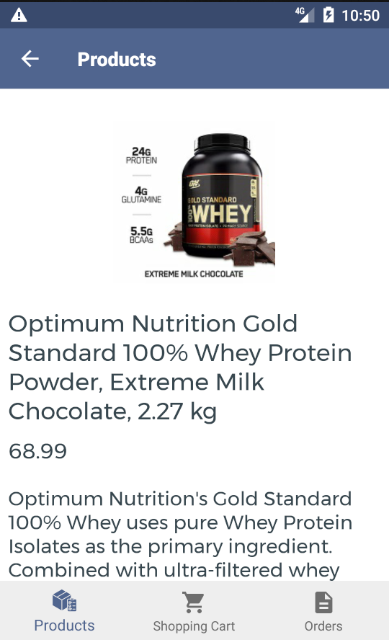 4G 10:50
Products
24G
PROTEIN
4G
GLUTAMINE
5.5G
BCAAs
ON
GOLD STANDARD
100% WHEY
EXTREME MILK CHOCOLATE
Optimum Nutrition Gold
Standard 100% Whey Protein
Powder, Extreme Milk
Chocolate, 2.27 kg
68.99
Optimum Nutrition's Gold Standard
100% Whey uses pure Whey Protein
Isolates as the primary ingredient.
Combined with ultra-filtered whey
Products Shopping Cart Orders